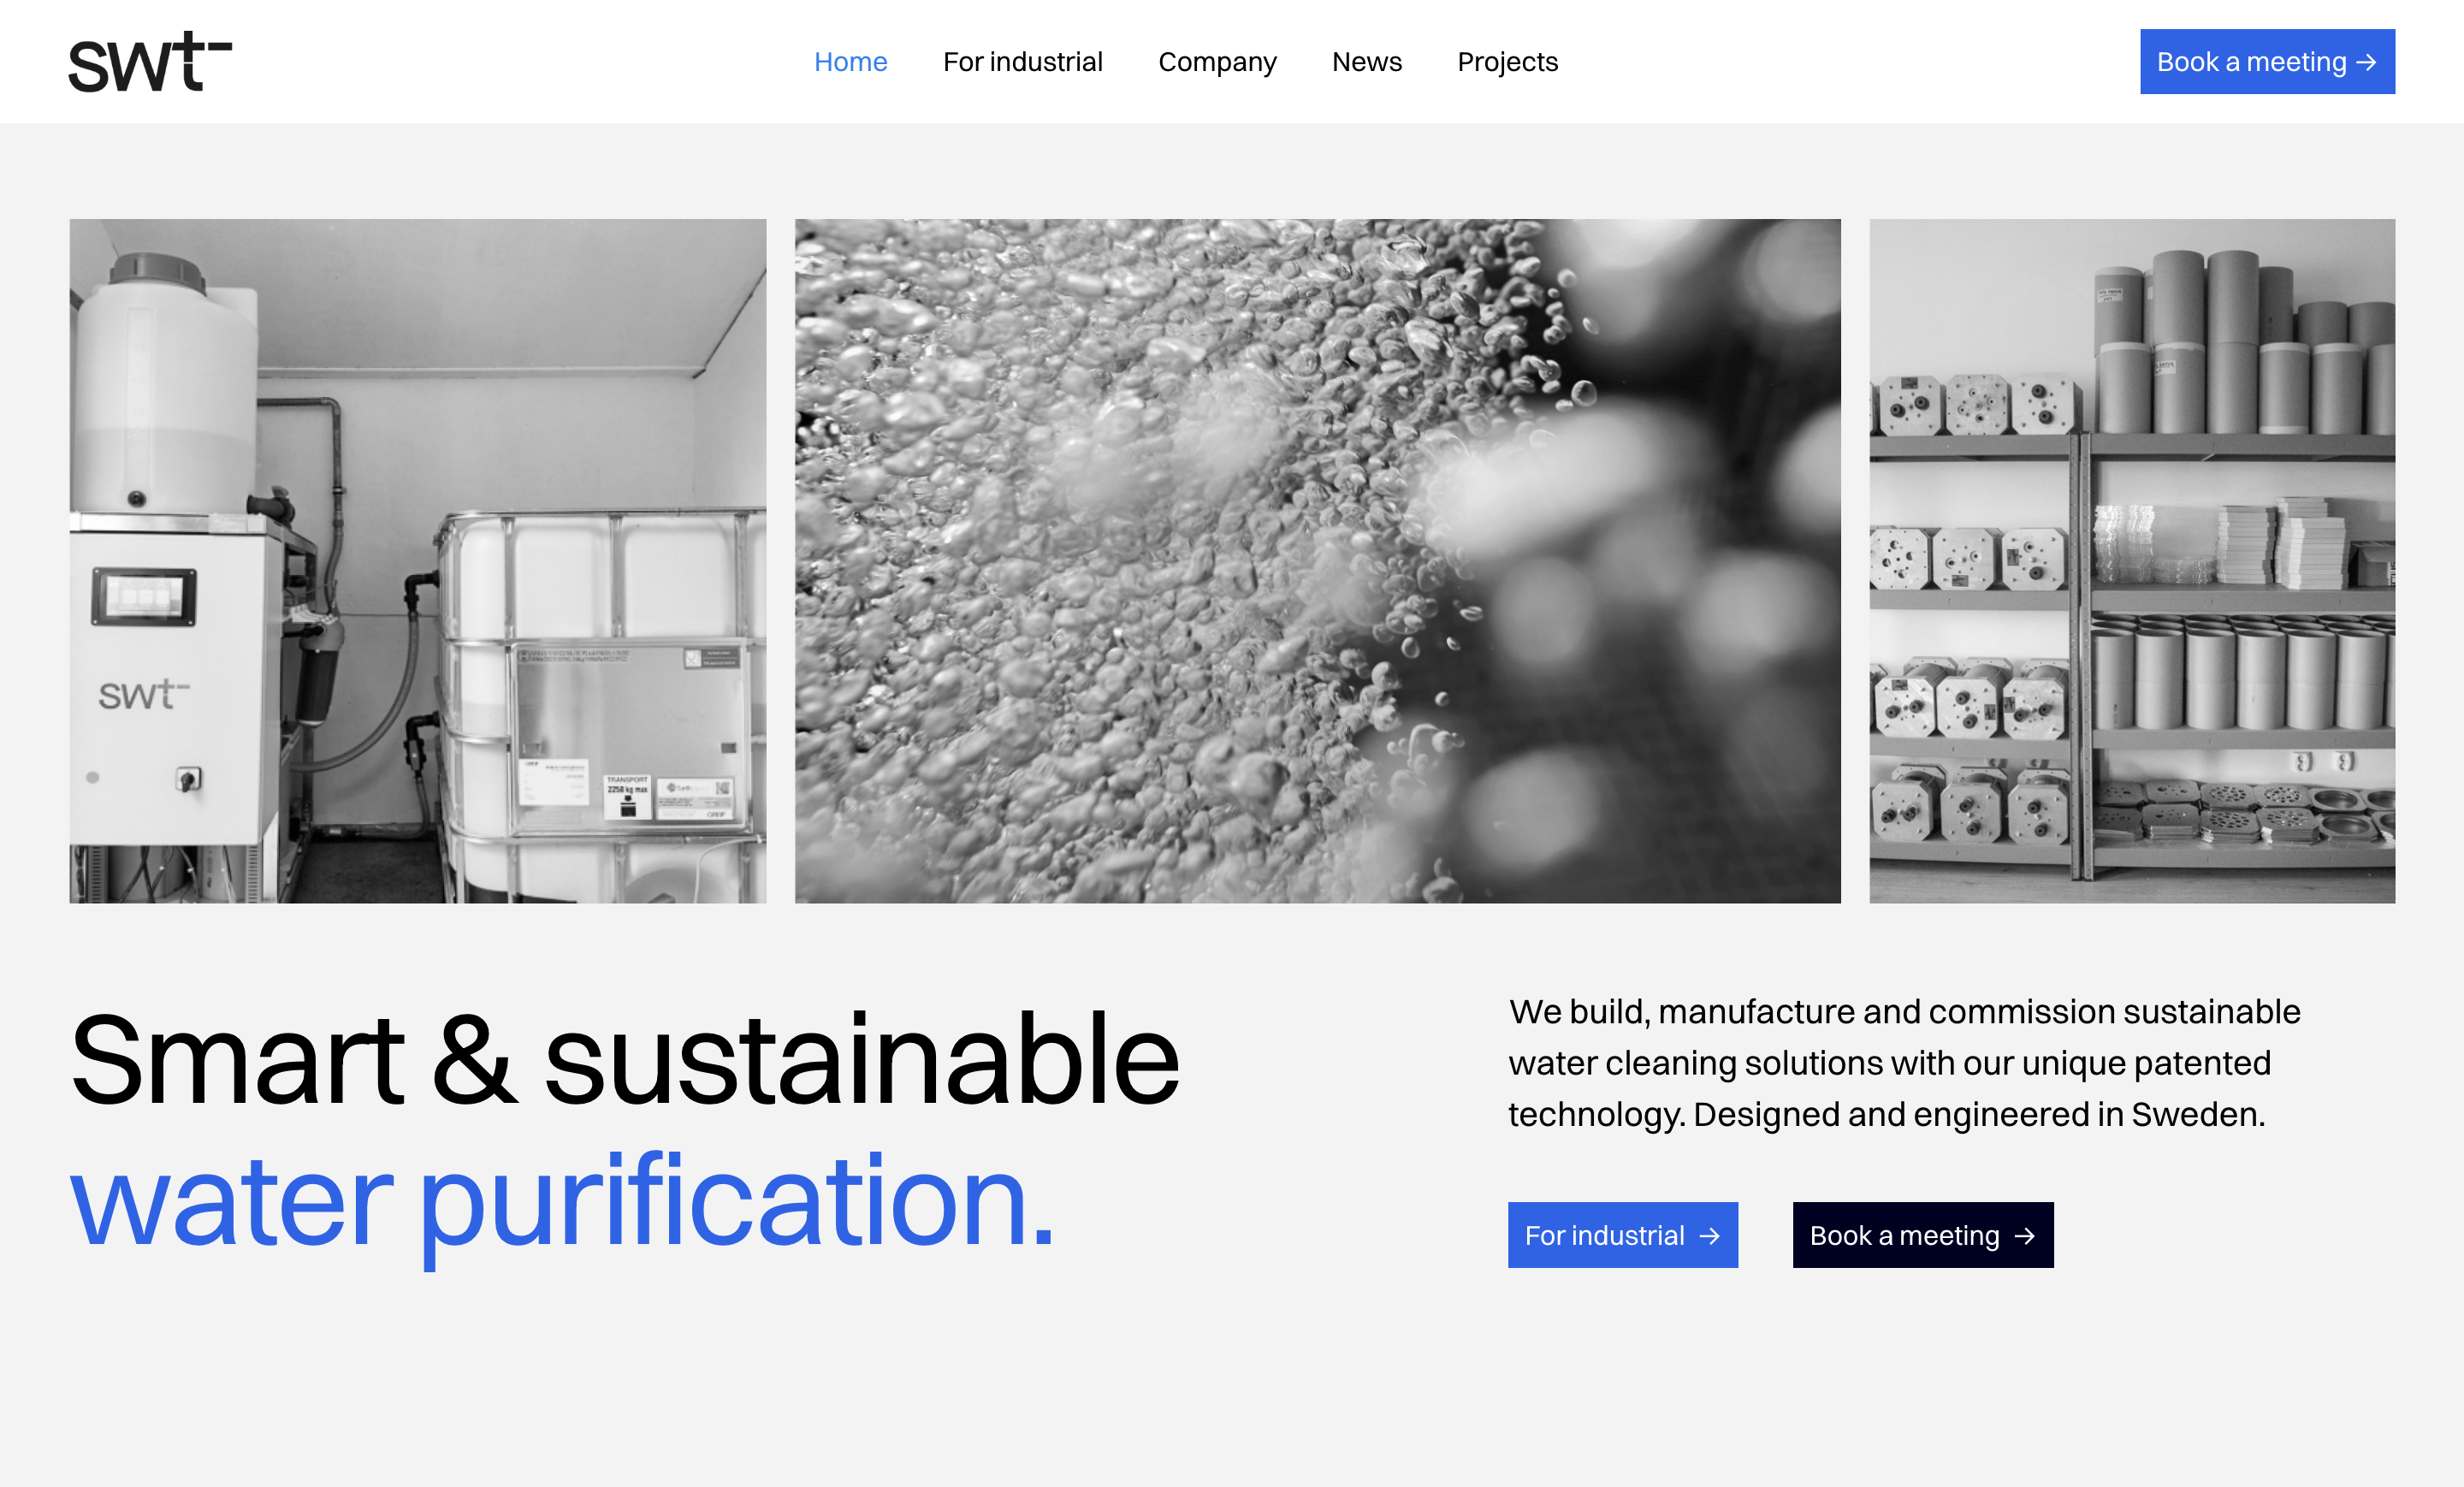 swt-
Home
For industrial
Company
News
Projects
Book a meeting →
swt-
TRANSPORT
2258 kg max
GREIF
Smart & sustainable
water purification.
We build, manufacture and commission sustainable
water cleaning solutions with our unique patented
technology. Designed and engineered in Sweden.
For industrial →
Book a meeting →